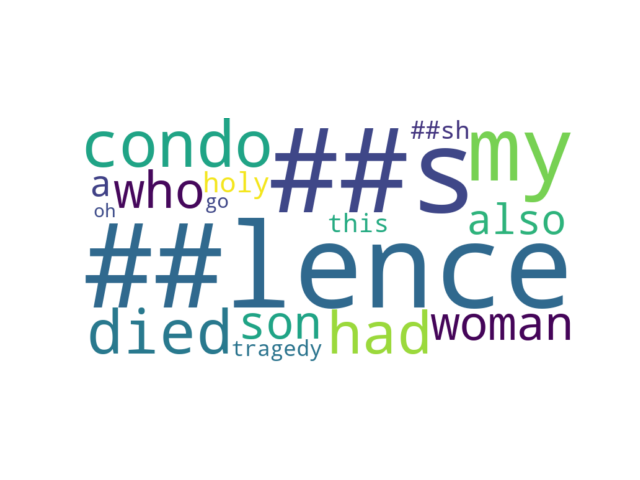 condo ##s ##sh my
a who holy go also
oh this
##lence
died son had woman
tragedy